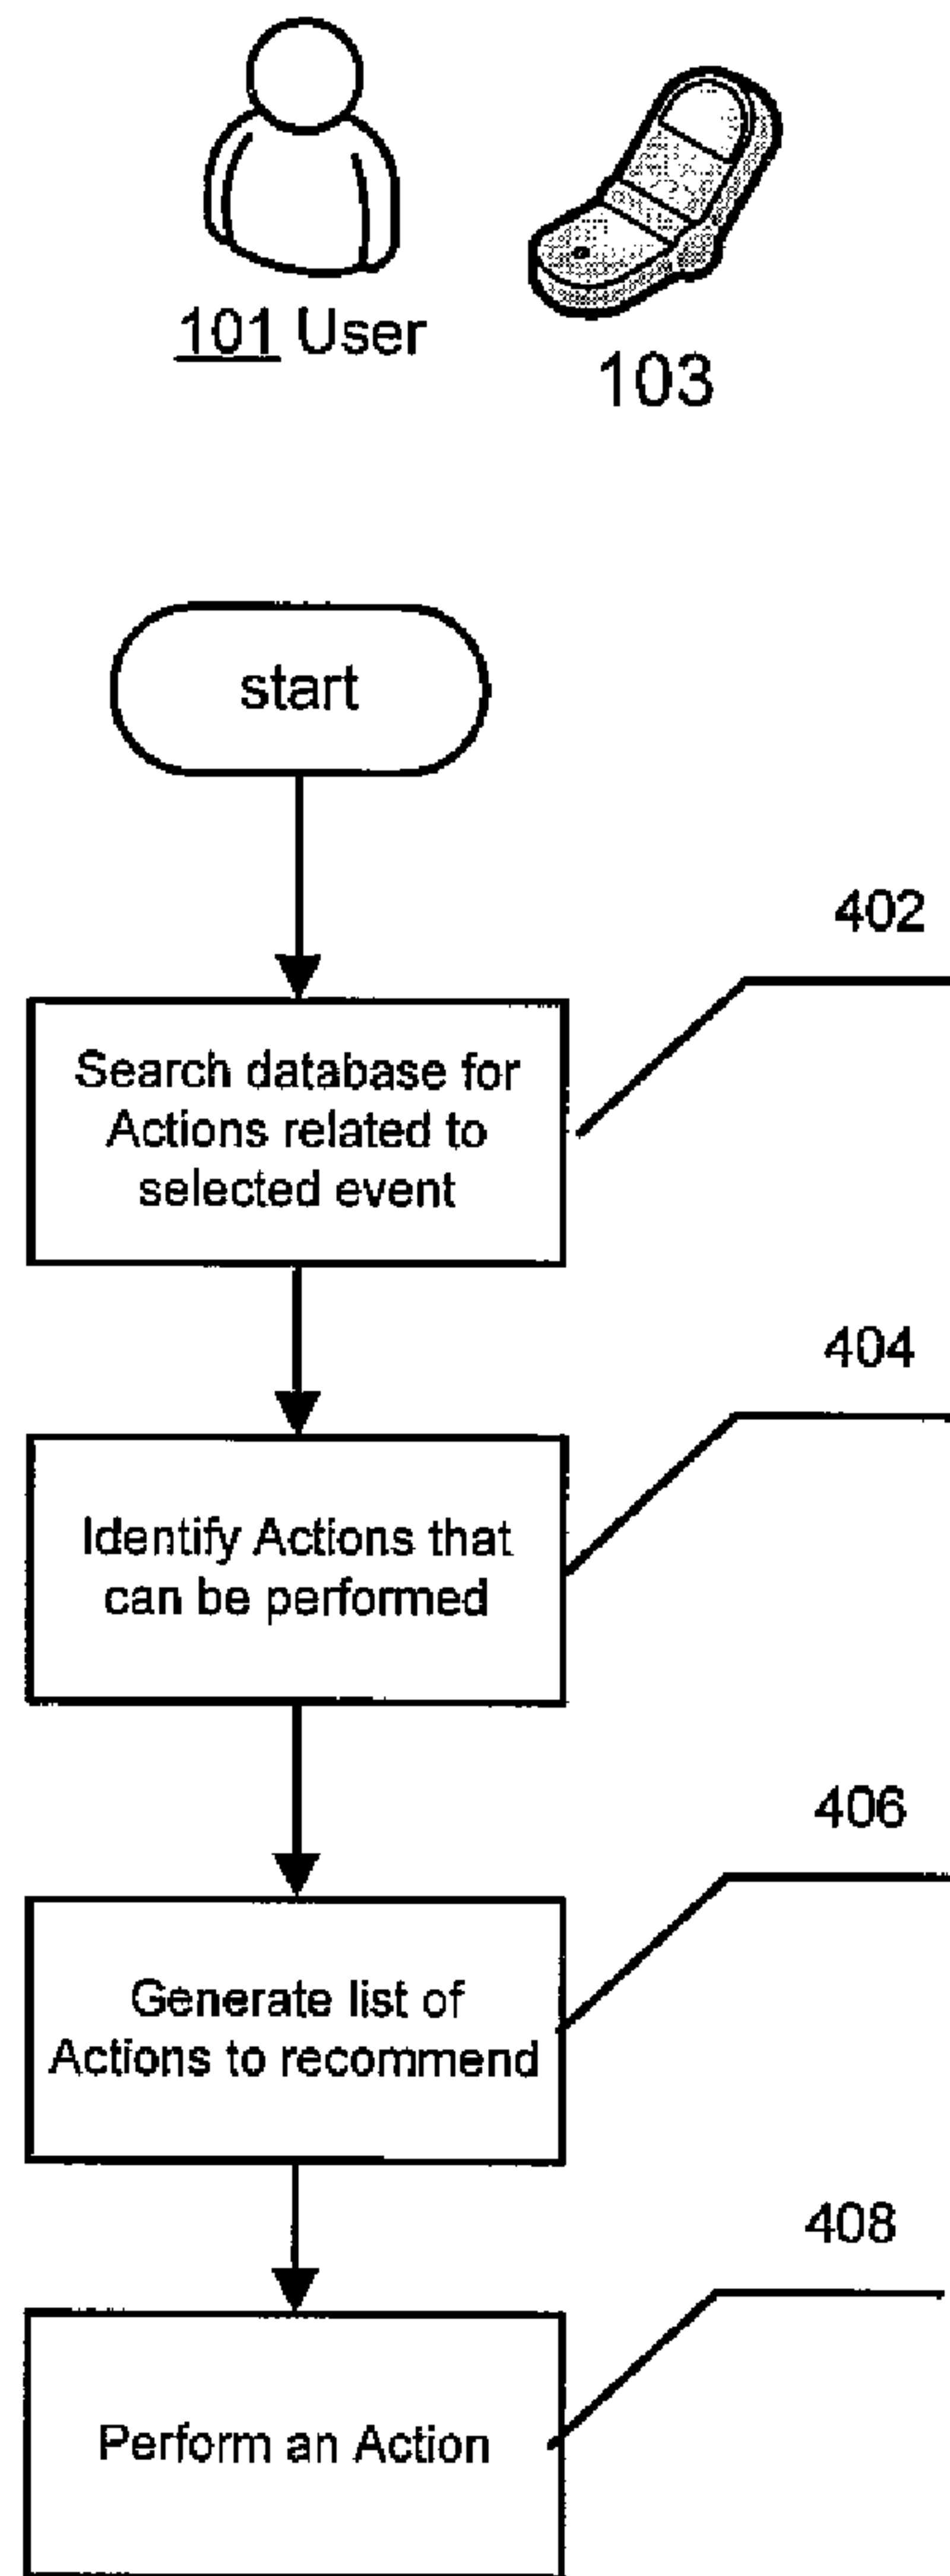 101 User
103
start
402
Search database for
Actions related to
selected event
404
Identify Actions that
can be performed
406
Generate list of
Actions to recommend
408
Perform an Action